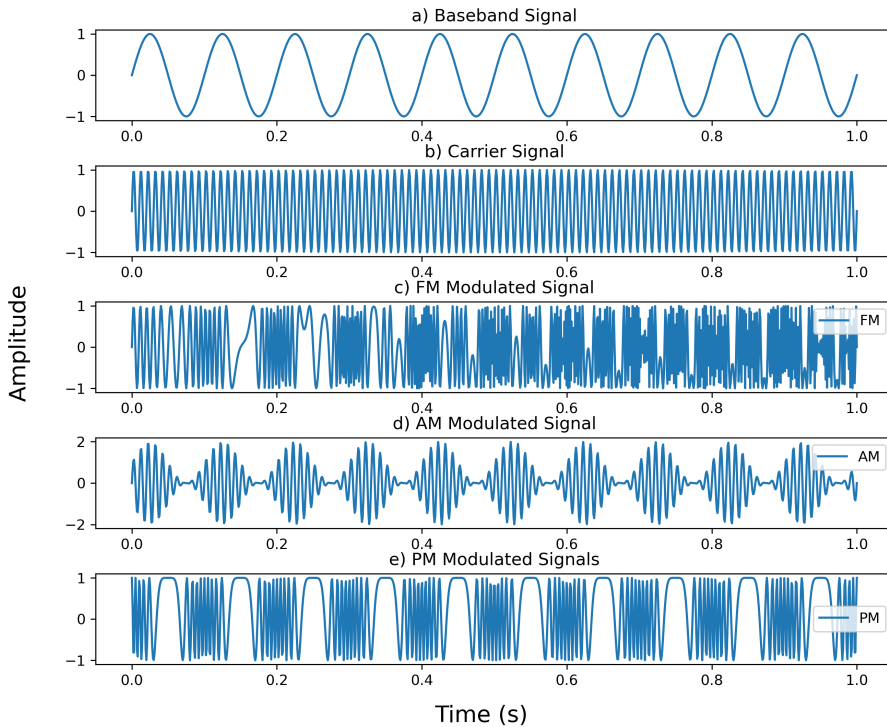 a) Baseband Signal
1
0
−1
0.0 0.2 0.4 0.6 0.8 1.0
b) Carrier Signal
1
0
−1
0.0 0.2 0.4 0.6 0.8 1.0
c) FM Modulated Signal
1
FM
0
−1
0.0 0.2 0.4 0.6 0.8 1.0
Amplitude
d) AM Modulated Signal
2
AM
0
−2
0.0 0.2 0.4 0.6 0.8 1.0
e) PM Modulated Signals
1
0
PM
−1
0.0 0.2 0.4 0.6 0.8 1.0
Time (s)